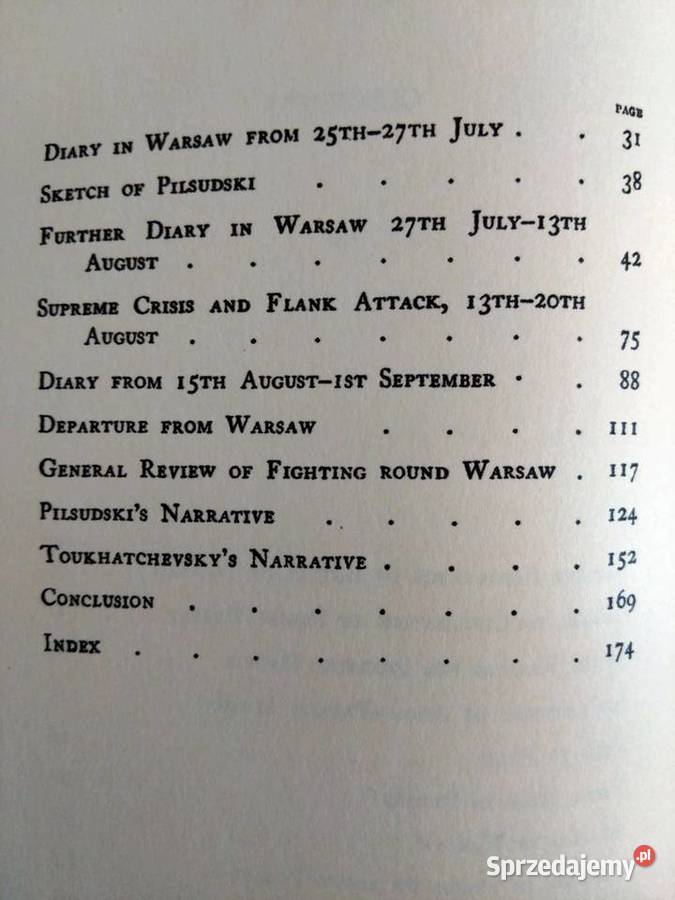 PAGE
DIARY IN WARSAW FROM 25TH–27TH JULY . . 31
SKETCH OF PILSUDSKI . . . . . 38
FURTHER DIARY IN WARSAW 27TH JULY–13TH
AUGUST . . . . . . . 42
SUPREME CRISIS AND FLANK ATTACK, 13TH–20TH
AUGUST . . . . . . . 75
DIARY FROM 15TH AUGUST–1ST SEPTEMBER . . 88
DEPARTURE FROM WARSAW . . . . 111
GENERAL REVIEW OF FIGHTING ROUND WARSAW . 117
PILSUDSKI'S NARRATIVE . . . . . 124
TOUKHATCHEVSKY'S NARRATIVE . . . . 152
CONCLUSION . . . . . . . 169
INDEX . . . . . . . . 174
Sprzedajemy.pl